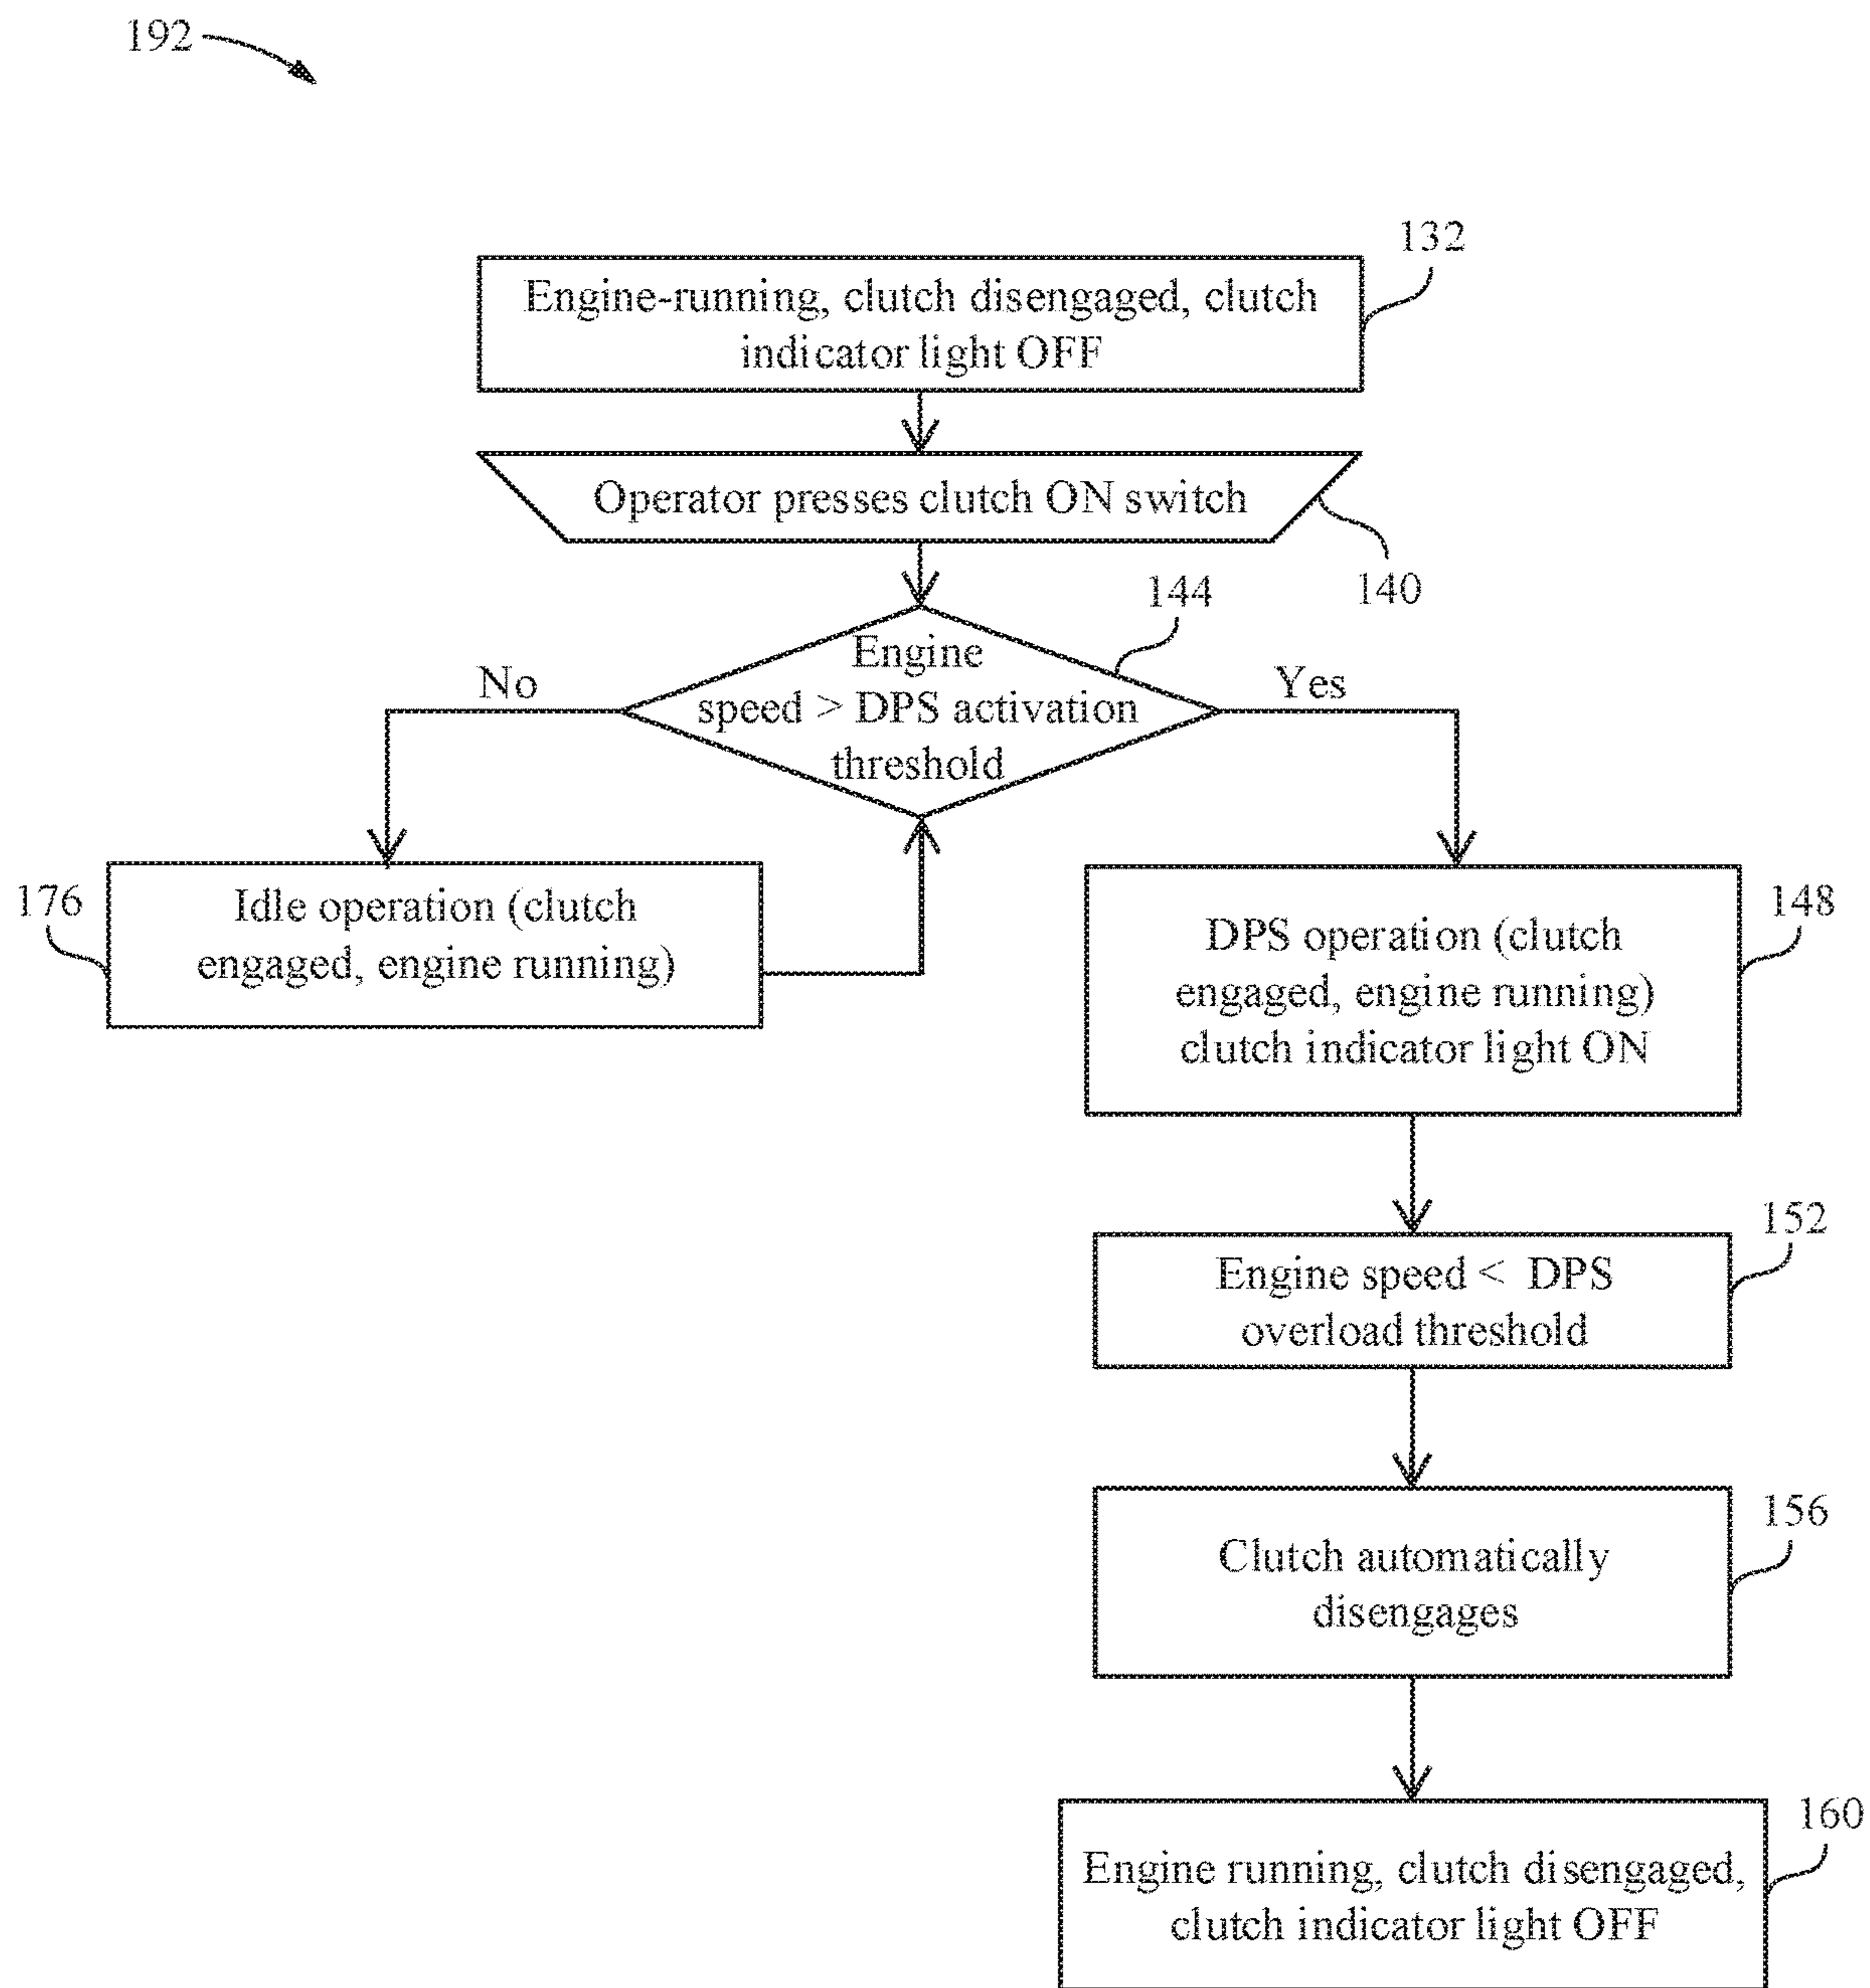 192
132
Engine-running, clutch disengaged, clutch
indicator light OFF
Operator presses clutch ON switch
140
144
Engine
speed > DPS activation
threshold
No
Yes
176
Idle operation (clutch
engaged, engine running)
148
DPS operation (clutch
engaged, engine running)
clutch indicator light ON
152
Engine speed < DPS
overload threshold
156
Clutch automatically
disengages
160
Engine running, clutch disengaged,
clutch indicator light OFF